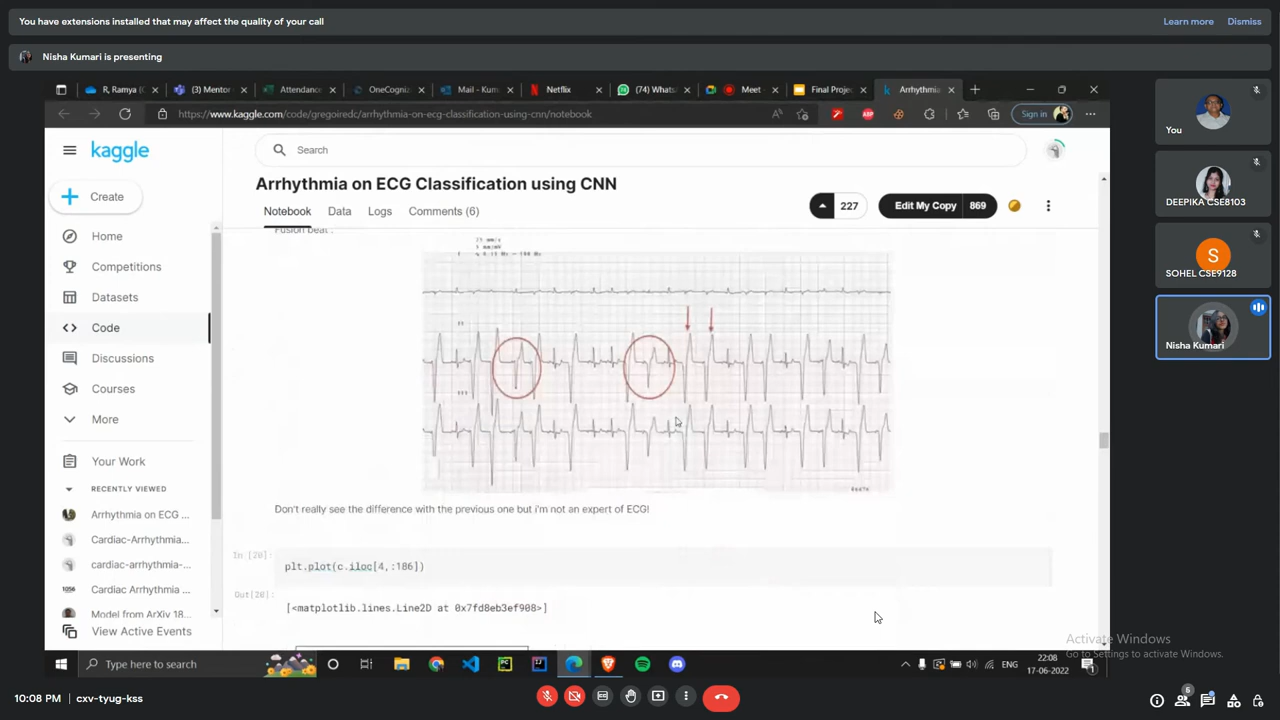 You have extensions installed that may affect the quality of your call
Learn more
Dismiss
Nisha Kumari is presenting
R, Ramya (C
(3) Mentor
Attendance
OneCogniz
Mail - Kum
Netflix
(74) Whats
Meet -
Final Projec
Arrhythmia
https://www.kaggle.com/code/gregoiredc/arrhythmia-on-ecg-classification-using-cnn/notebook
ABP
Sign in
kaggle
Search
Create
Arrhythmia on ECG Classification using CNN
Notebook
Data
Logs
Comments (6)
227
Edit My Copy
869
Home
Competitions
Datasets
Code
Discussions
Courses
More
Your Work
RECENTLY VIEWED
Arrhythmia on ECG ...
Cardiac-Arrhythmia...
cardiac-arrhythmia-...
Cardiac Arrhythmia ...
Model from ArXiv 18...
View Active Events
Fusion beat :
Don't really see the difference with the previous one but i'm not an expert of ECG!
In [20]:
plt.plot(c.iloc[4,:186])
Out[20]:
[<matplotlib.lines.Line2D at 0x7fd8eb3ef908>]
You
DEEPIKA CSE8103
S
SOHEL CSE9128
Nisha Kumari
Activate Windows
Go to Settings to activate Windows.
Type here to search
ENG
22:08
17-06-2022
1
10:08 PM
cxv-tyug-kss
6